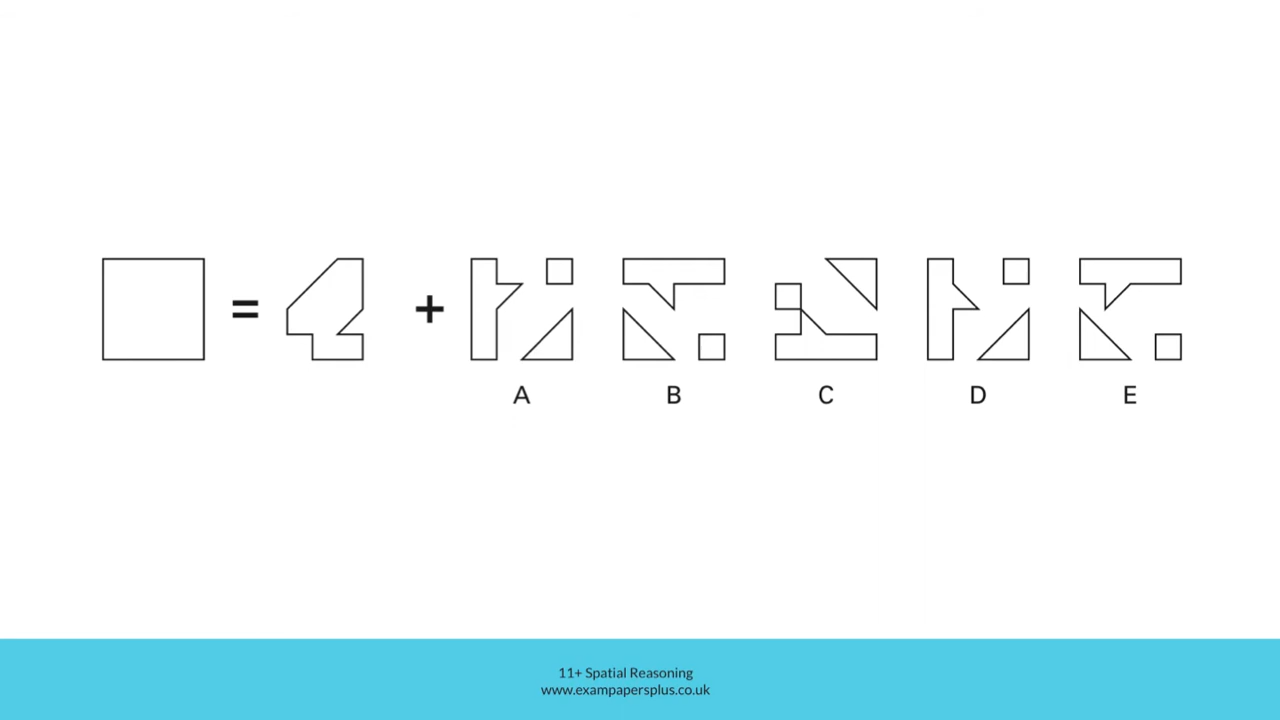 = +
A B C D E
11+ Spatial Reasoning
www.exampapersplus.co.uk